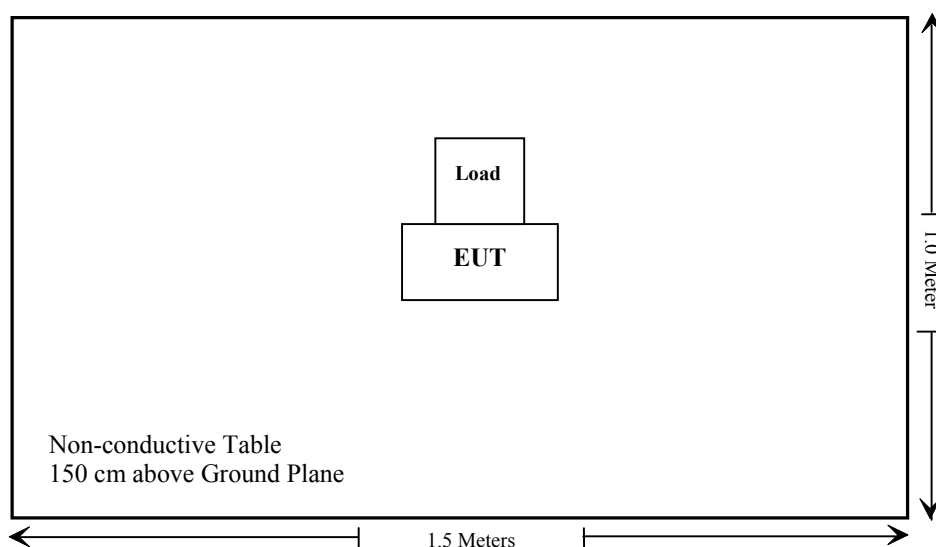 Load
EUT
1.0 Meter
Non-conductive Table
150 cm above Ground Plane
1.5 Meters